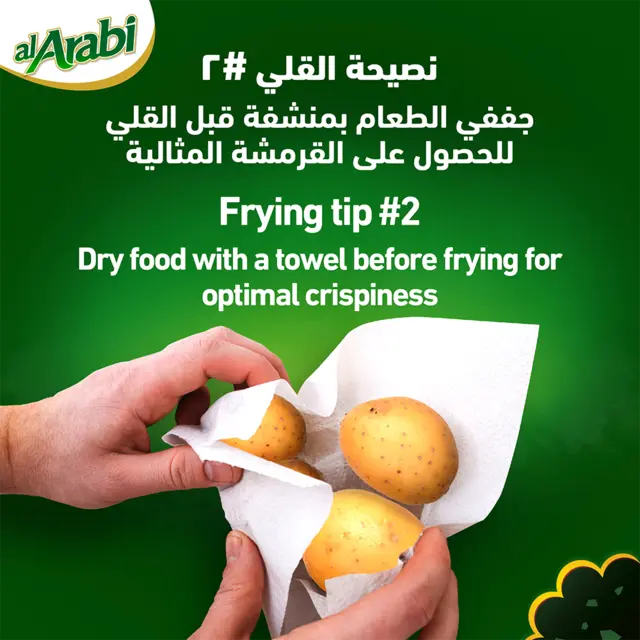 alArabi
نصيحة القلي #٢
جففي الطعام بمنشفة قبل القلي
للحصول على القرمشة المثالية
Frying tip #2
Dry food with a towel before frying for
optimal crispiness